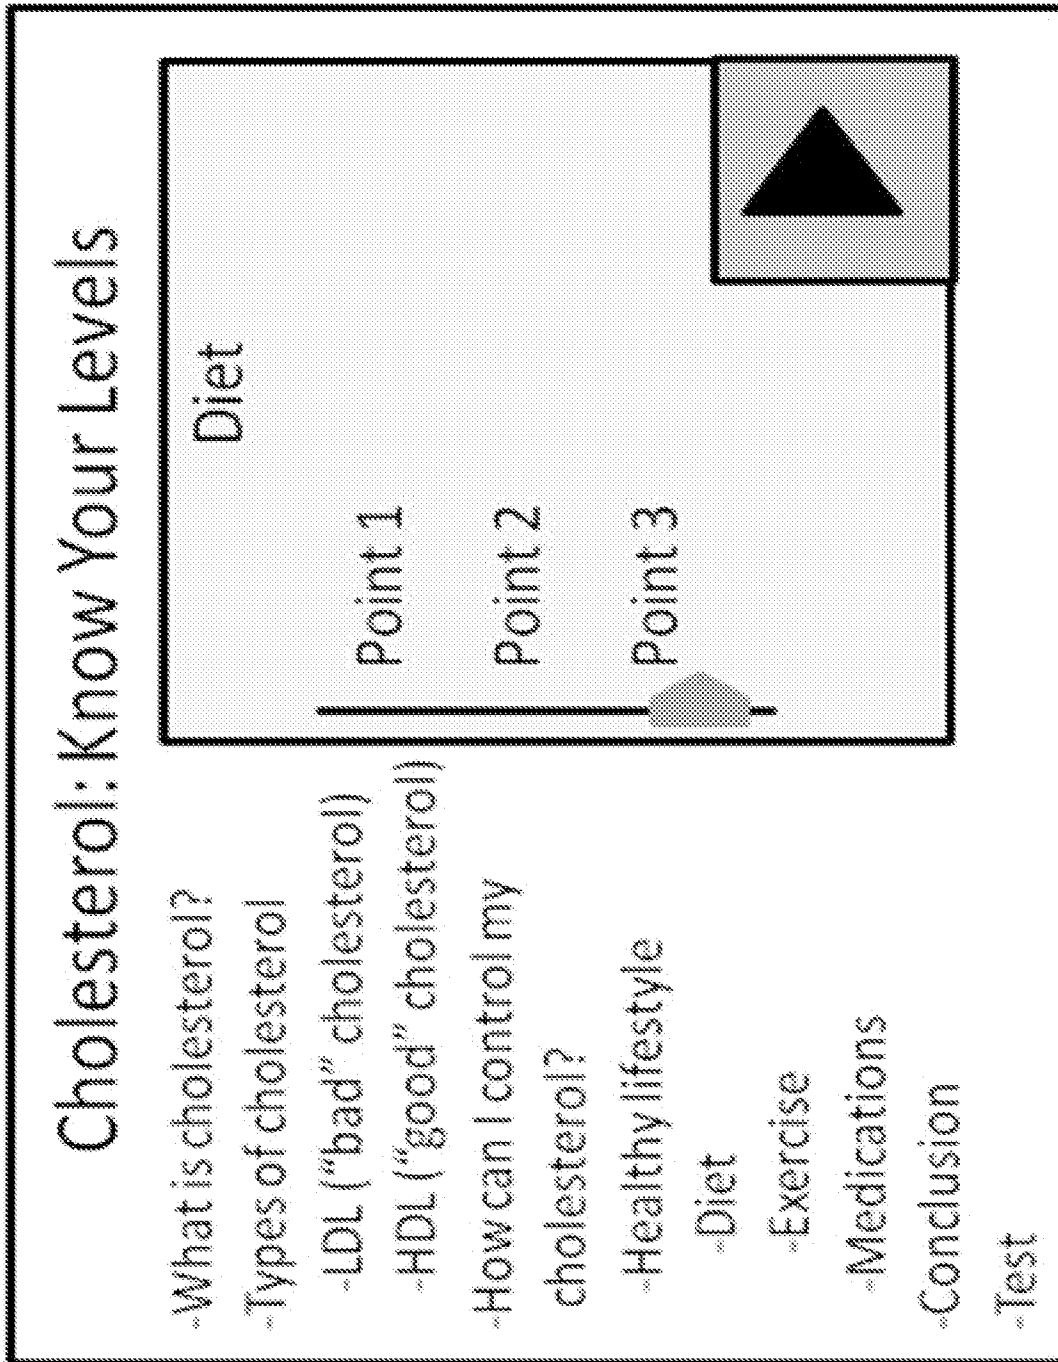 Cholesterol: Know Your Levels
-What is cholesterol?
-Types of cholesterol
-LDL (“bad” cholesterol)
-HDL (“good” cholesterol)
-How can I control my
cholesterol?
-Healthy lifestyle
-Diet
-Exercise
-Medications
-Conclusion
-Test
Diet
Point 1
Point 2
Point 3